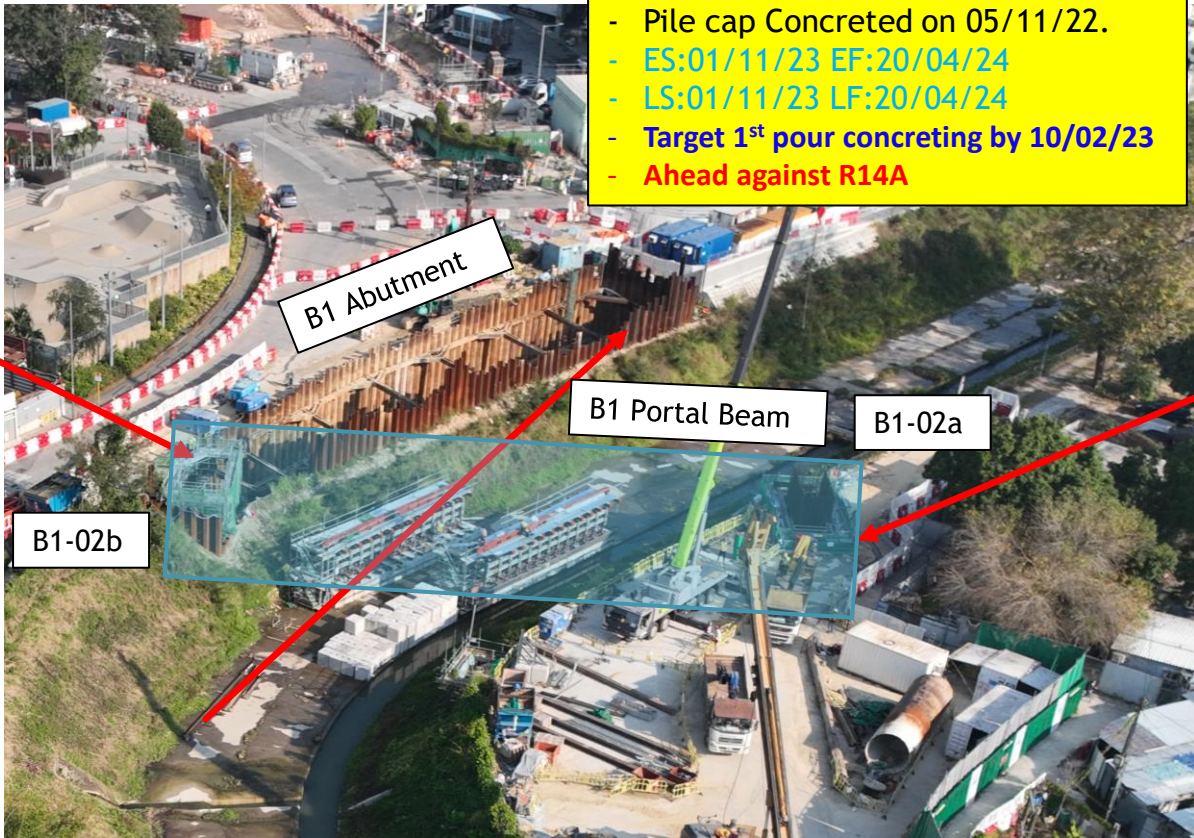 - Pile cap Concreted on 05/11/22.
- ES:01/11/23 EF:20/04/24
- LS:01/11/23 LF:20/04/24
- Target 1st pour concreting by 10/02/23
- Ahead against R14A
B1 Abutment
B1 Portal Beam
B1-02a
B1-02b